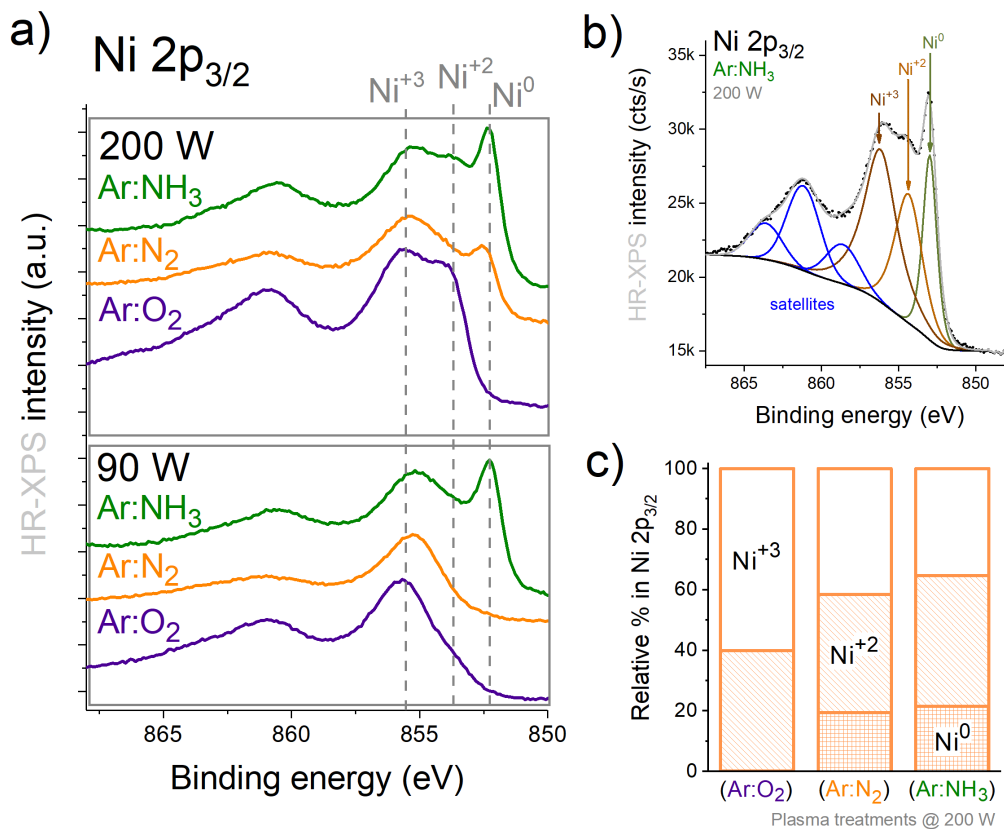 a)
Ni 2p3/2
Ni+3
Ni+2
Ni0
200 W
Ar:NH3
Ar:N2
Ar:O2
90 W
Ar:NH3
Ar:N2
Ar:O2
HR-XPS intensity (a.u.)
865
860
855
850
Binding energy (eV)
b)
Ni 2p3/2
Ar:NH3
200 W
Ni+3
Ni+2
Ni0
satellites
35k
30k
25k
20k
15k
HR-XPS intensity (cts/s)
865
860
855
850
Binding energy (eV)
c)
100
80
60
40
20
0
Relative % in Ni 2p3/2
Ni+3
Ni+2
Ni0
(Ar:O2)
(Ar:N2)
(Ar:NH3)
Plasma treatments @ 200 W